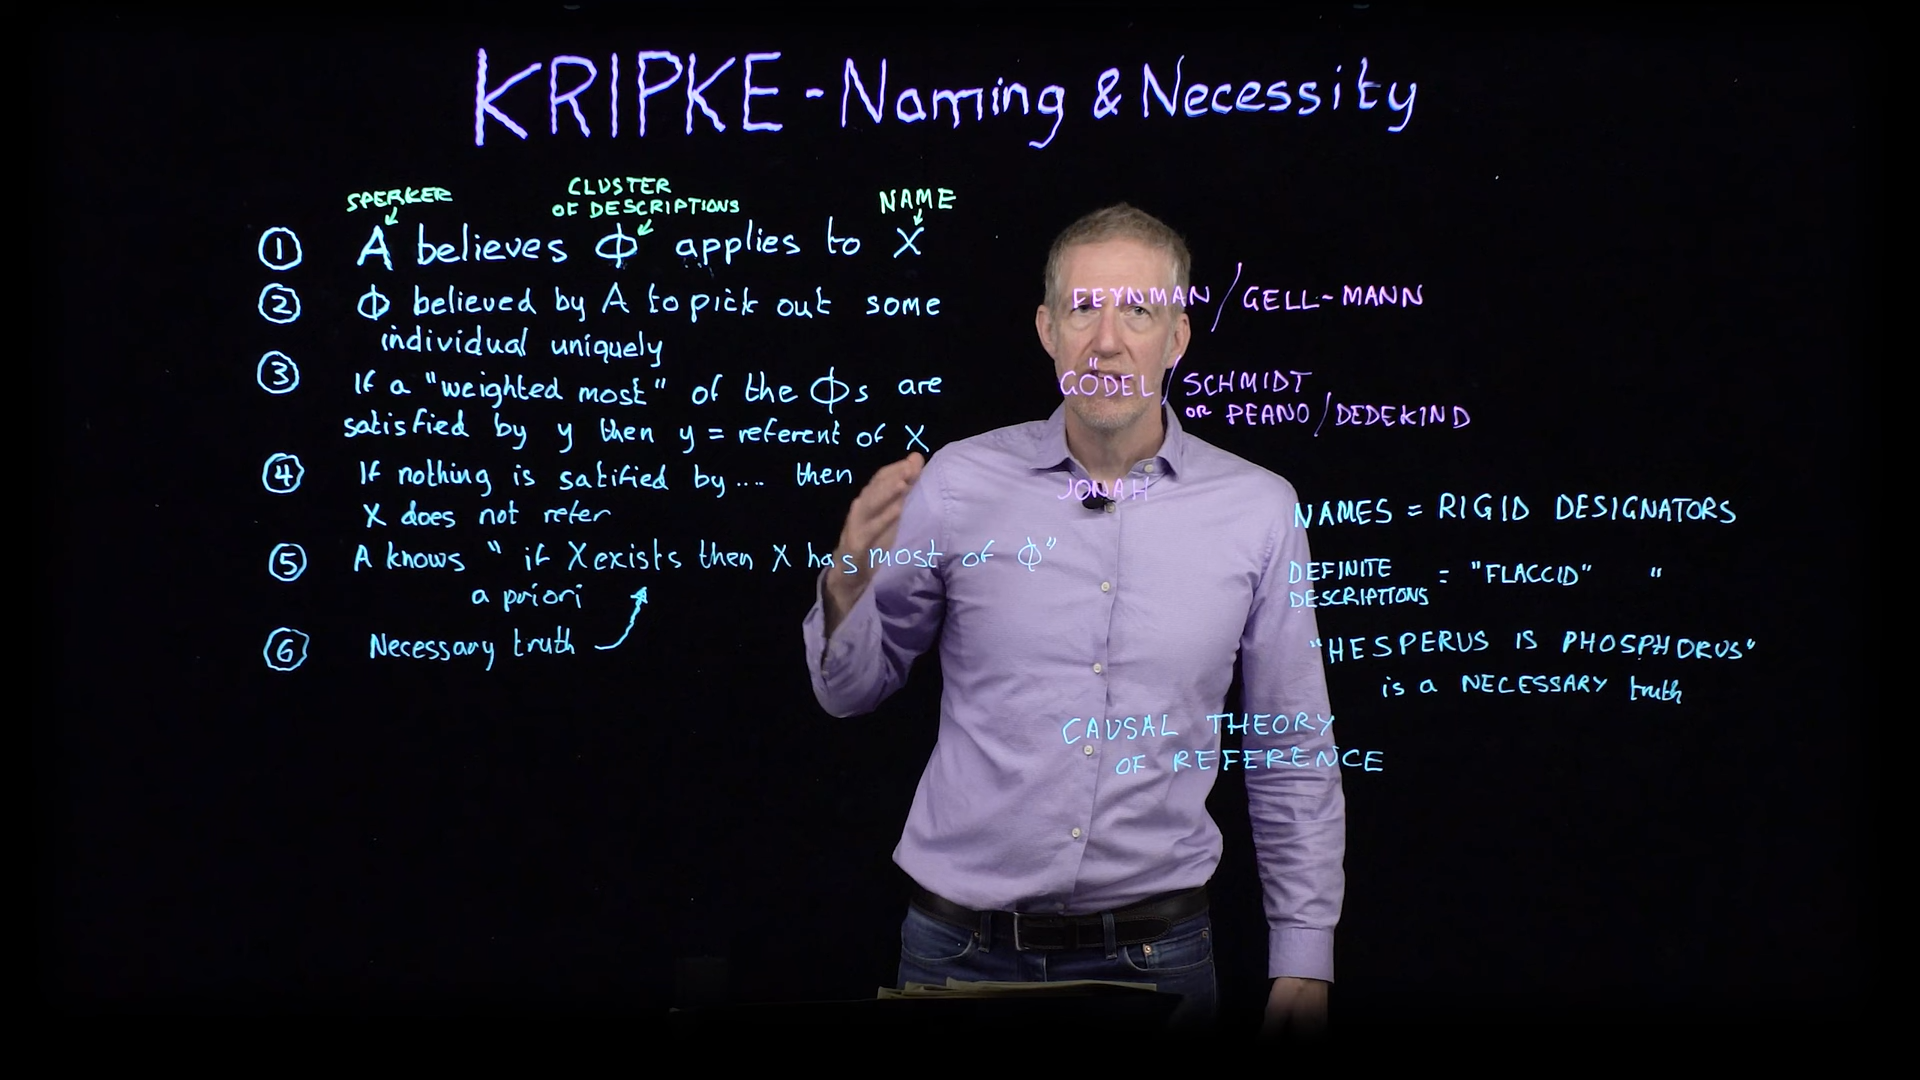 KRIPKE - Naming & Necessity
SPEAKER
CLUSTER
OF DESCRIPTIONS
NAME
① A believes Φ applies to X
② Φ believed by A to pick out some
individual uniquely
③ If a "weighted most" of the Φs are
satisfied by y then y = referent of X
④ If nothing is satified by... then
X does not refer
⑤ A knows "if X exists then X has most of Φ"
a priori
⑥ Necessary truth
FEYNMAN / GELL-MANN
GÖDEL / SCHMIDT
OR PEANO / DEDEKIND
JONAH
NAMES = RIGID DESIGNATORS
DEFINITE
DESCRIPTIONS = "FLACCID" "
"HESPERUS IS PHOSPHORUS"
is a NECESSARY truth
CAUSAL THEORY
OF REFERENCE